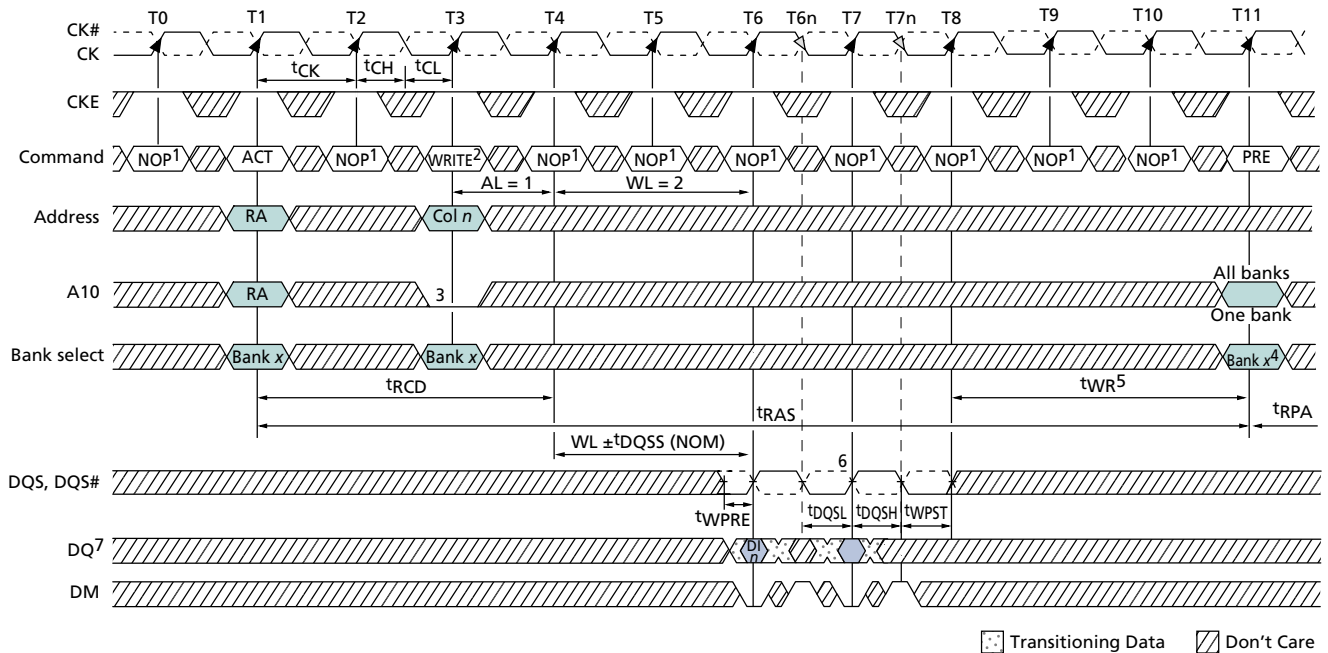 T0 T1 T2 T3 T4 T5 T6 T6n T7 T7n T8 T9 T10 T11
CK#
CK
tCK tCH tCL
CKE
Command NOP1 ACT NOP1 WRITE2 NOP1 NOP1 NOP1 NOP1 NOP1 NOP1 NOP1 PRE
AL = 1 WL = 2
Address RA Col n
All banks
A10 RA 3
One bank
Bank select Bank x Bank x Bank x4
tRCD tWR5
tRAS tRPA
WL ±tDQSS (NOM)
6
DQS, DQS#
tWPRE tDQSL tDQSH tWPST
DQ7 DI n
DM
Transitioning Data Don't Care